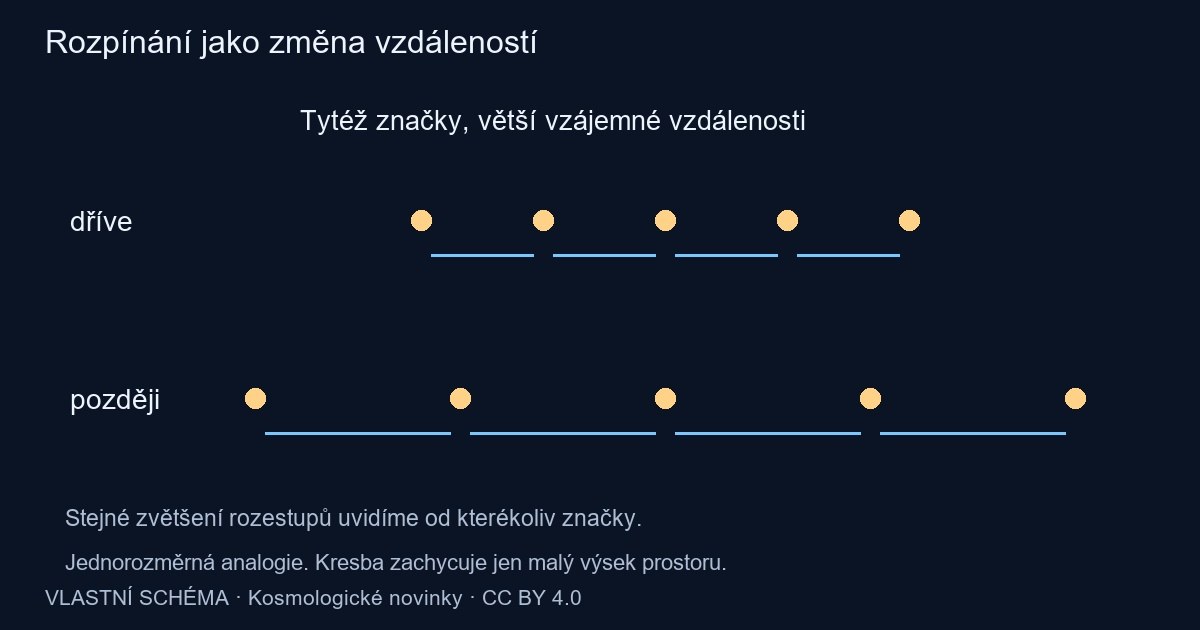 Rozpínání jako změna vzdáleností
Tytéž značky, větší vzájemné vzdálenosti
dříve
později
Stejné zvětšení rozestupů uvidíme od kterékoliv značky.
Jednorozměrná analogie. Kresba zachycuje jen malý výsek prostoru.
VLASTNÍ SCHÉMA · Kosmologické novinky · CC BY 4.0